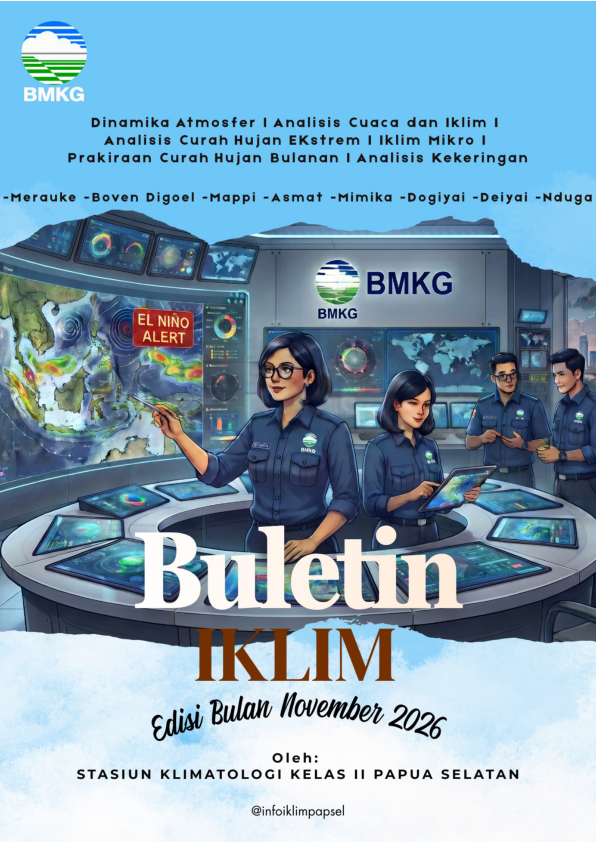 BMKG
Dinamika Atmosfer I Analisis Cuaca dan Iklim I
Analisis Curah Hujan EKstrem I Iklim Mikro I
Prakiraan Curah Hujan Bulanan I Analisis Kekeringan
-Merauke -Boven Digoel -Mappi -Asmat -Mimika -Dogiyai -Deiyai -Nduga
BMKG
BMKG
EL NIÑO
ALERT
BMKG
BMKG
Buletin
IKLIM
Edisi Bulan November 2026
Oleh:
STASIUN KLIMATOLOGI KELAS II PAPUA SELATAN
@infoiklimpapsel